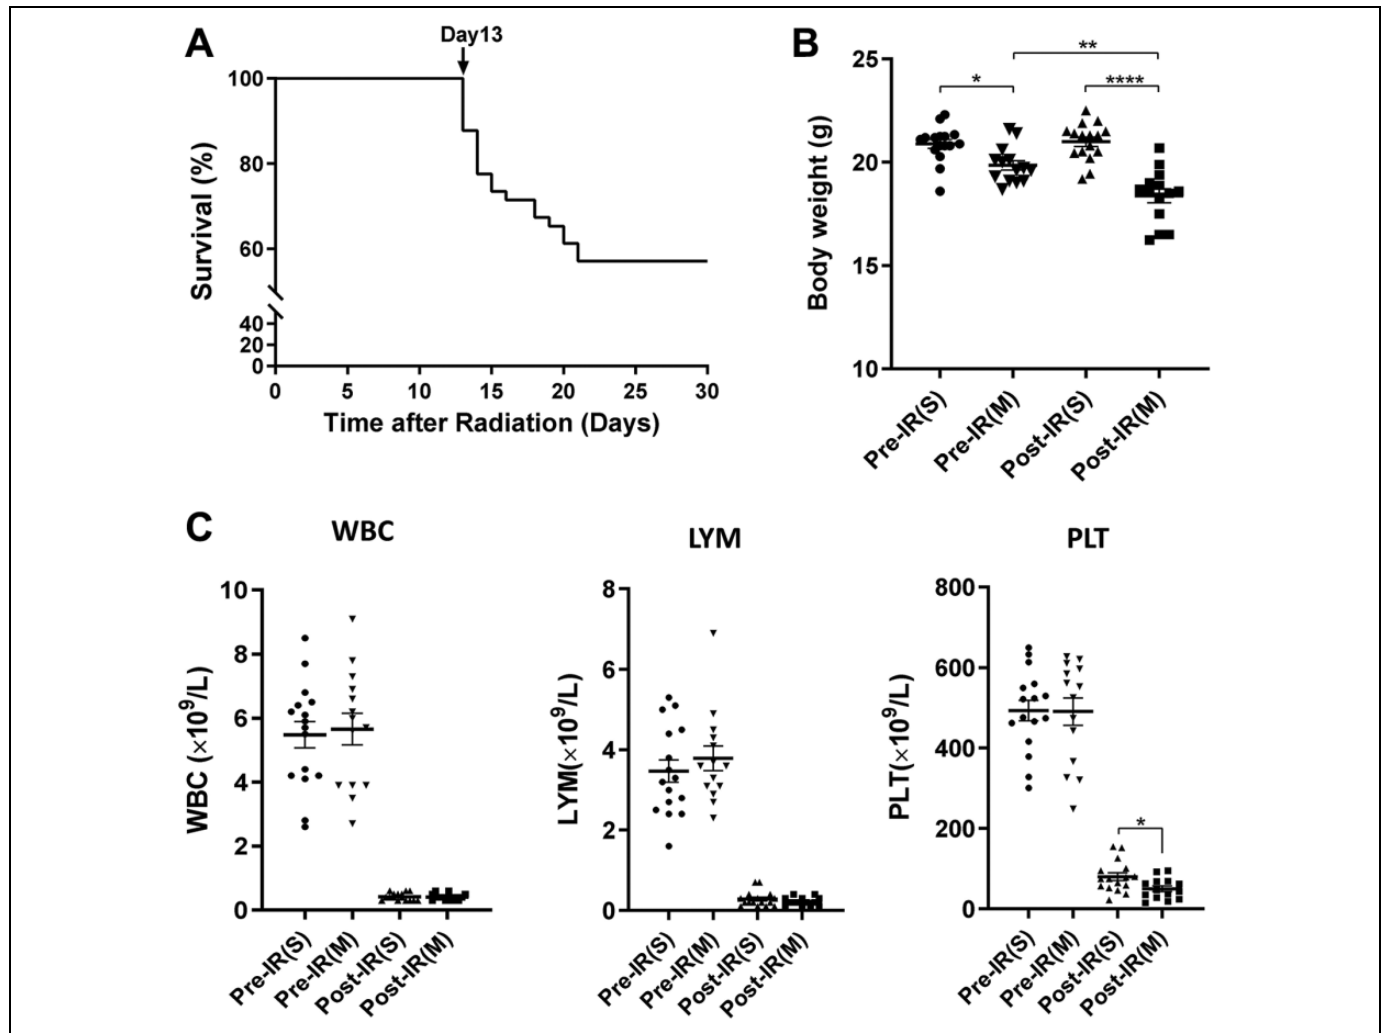 A
Day13
100
80
60
40
20
0
Survival (%)
0 5 10 15 20 25 30
Time after Radiation (Days)
B
25
20
15
10
Body weight (g)
*
**
****
Pre-IR(S)
Pre-IR(M)
Post-IR(S)
Post-IR(M)
C
WBC
10
8
6
4
2
0
WBC (×10⁹/L)
Pre-IR(S)
Pre-IR(M)
Post-IR(S)
Post-IR(M)
LYM
8
6
4
2
0
LYM(×10⁹/L)
Pre-IR(S)
Pre-IR(M)
Post-IR(S)
Post-IR(M)
PLT
800
600
400
200
0
PLT(×10⁹/L)
*
Pre-IR(S)
Pre-IR(M)
Post-IR(S)
Post-IR(M)